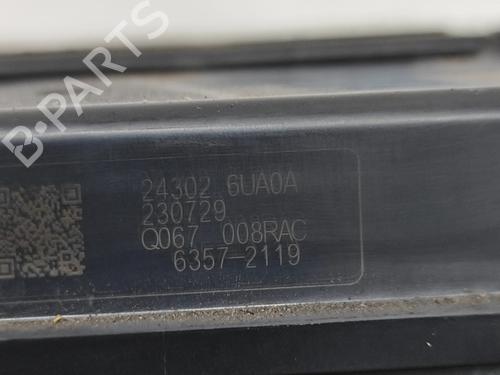 B-PARTS
24302 6UA0A
230729
Q067 008RAC
6357-2119